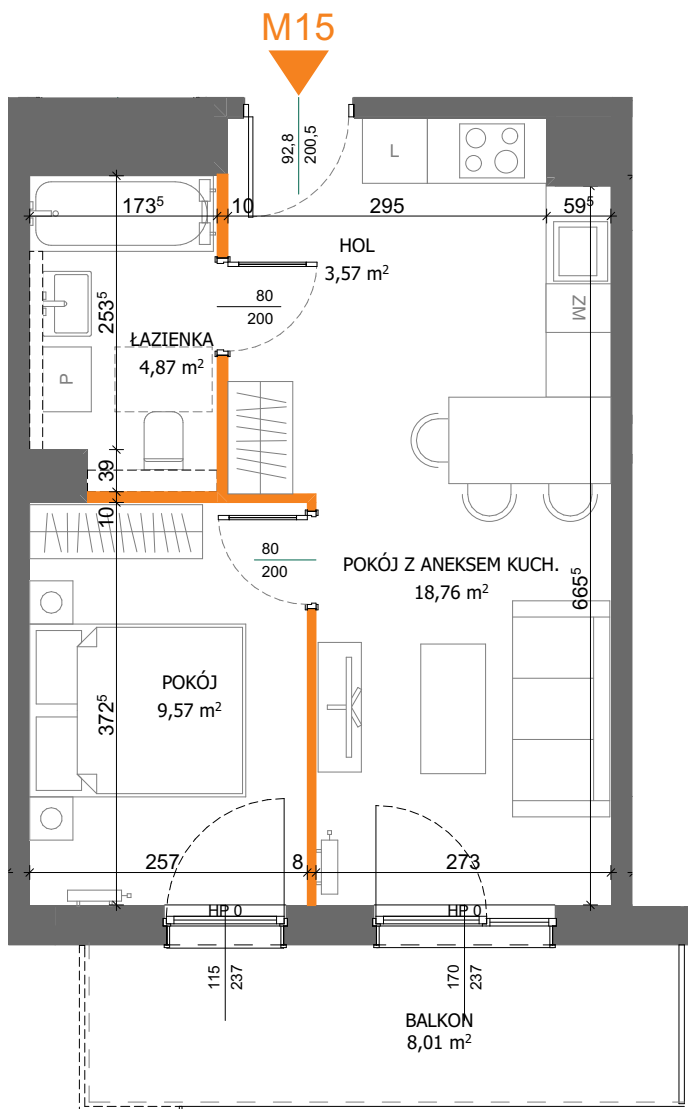 M15
92,8
200,5
L
173⁵
10
295
59⁵
HOL
3,57 m²
ZM
253⁵
80
200
ŁAZIENKA
4,87 m²
P
39
10
80
200
POKÓJ Z ANEKSEM KUCH.
18,76 m²
665⁵
POKÓJ
9,57 m²
372⁵
257
8
273
HP 0
HP 0
115
237
170
237
BALKON
8,01 m²